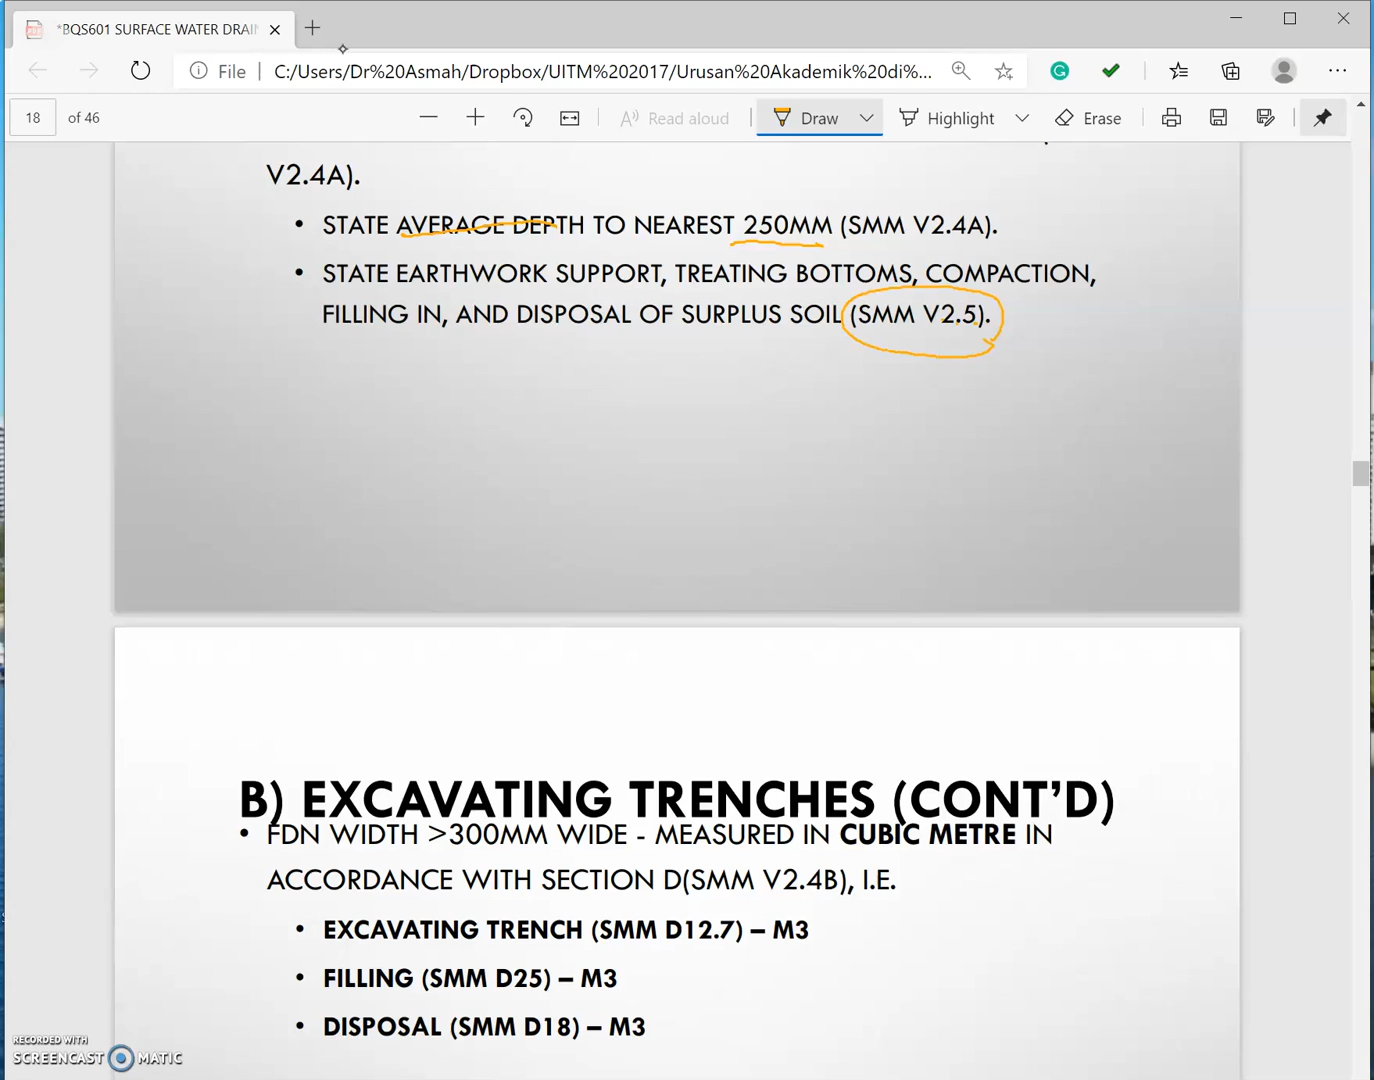 *BQS601 SURFACE WATER DRAIN
File
C:/Users/Dr%20Asmah/Dropbox/UITM%202017/Urusan%20Akademik%20di%...
18 of 46
Read aloud
Draw
Highlight
Erase
V2.4A).
• STATE AVERAGE DEPTH TO NEAREST 250MM (SMM V2.4A).
• STATE EARTHWORK SUPPORT, TREATING BOTTOMS, COMPACTION,
FILLING IN, AND DISPOSAL OF SURPLUS SOIL (SMM V2.5).
B) EXCAVATING TRENCHES (CONT’D)
• FDN WIDTH >300MM WIDE - MEASURED IN CUBIC METRE IN
ACCORDANCE WITH SECTION D(SMM V2.4B), I.E.
• EXCAVATING TRENCH (SMM D12.7) – M3
• FILLING (SMM D25) – M3
• DISPOSAL (SMM D18) – M3
RECORDED WITH
SCREENCAST MATIC